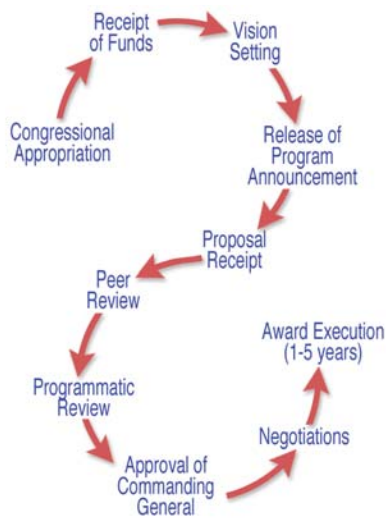 Congressional
Appropriation
Receipt
of Funds
Vision
Setting
Release of
Program
Announcement
Proposal
Receipt
Peer
Review
Programmatic
Review
Approval of
Commanding
General
Negotiations
Award Execution
(1-5 years)